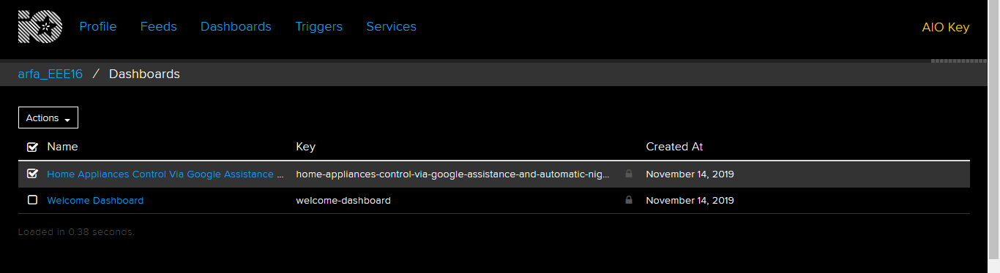 iO
Profile Feeds Dashboards Triggers Services AIO Key
arfa_EEE16 / Dashboards
Actions
Name Key Created At
Home Appliances Control Via Google Assistance ... home-appliances-control-via-google-assistance-and-automatic-nig... November 14, 2019
Welcome Dashboard welcome-dashboard November 14, 2019
Loaded in 0.38 seconds.